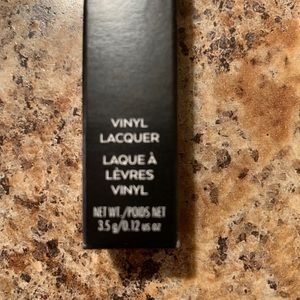 VINYL
LACQUER
LAQUE À
LÈVRES
VINYL
NET WT./POIDS NET
3.5 g/0.12 US OZ